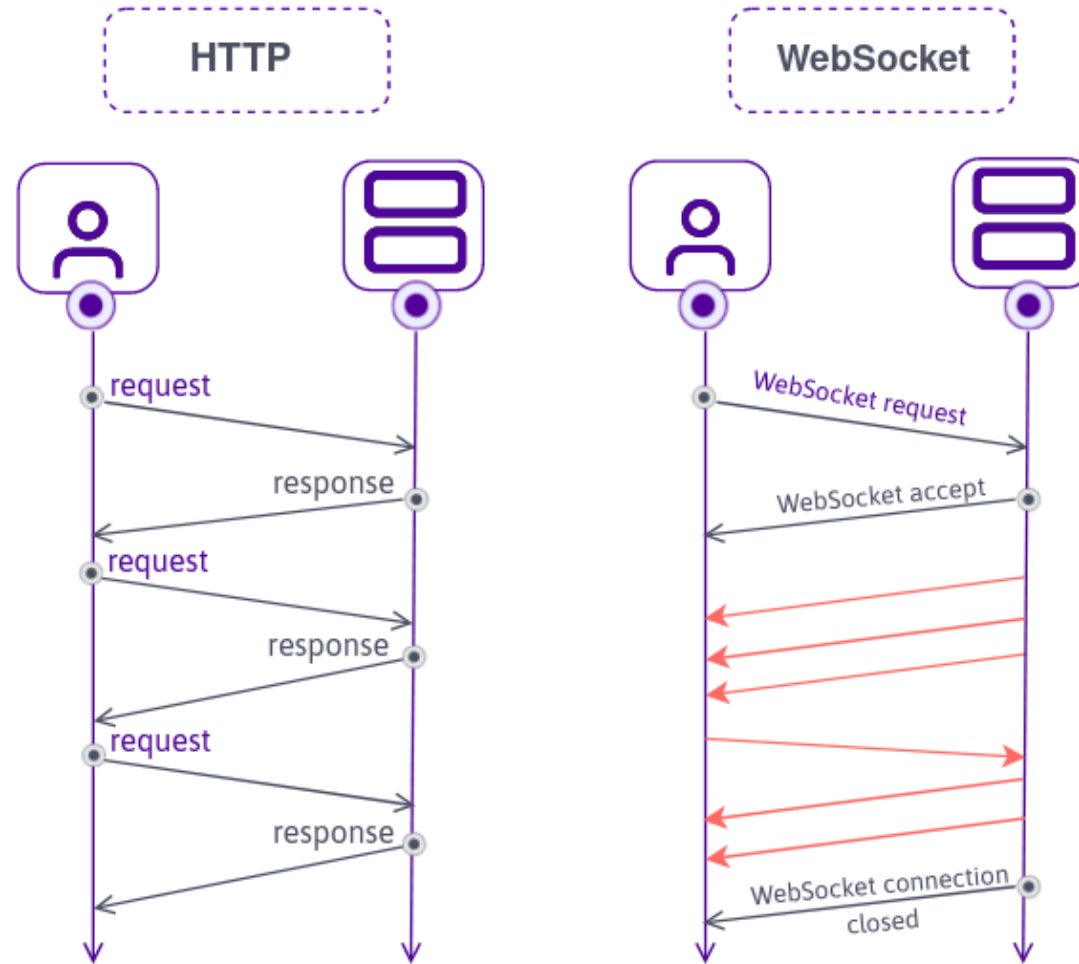 HTTP
request
response
request
response
request
response
WebSocket
WebSocket request
WebSocket accept
WebSocket connection
closed